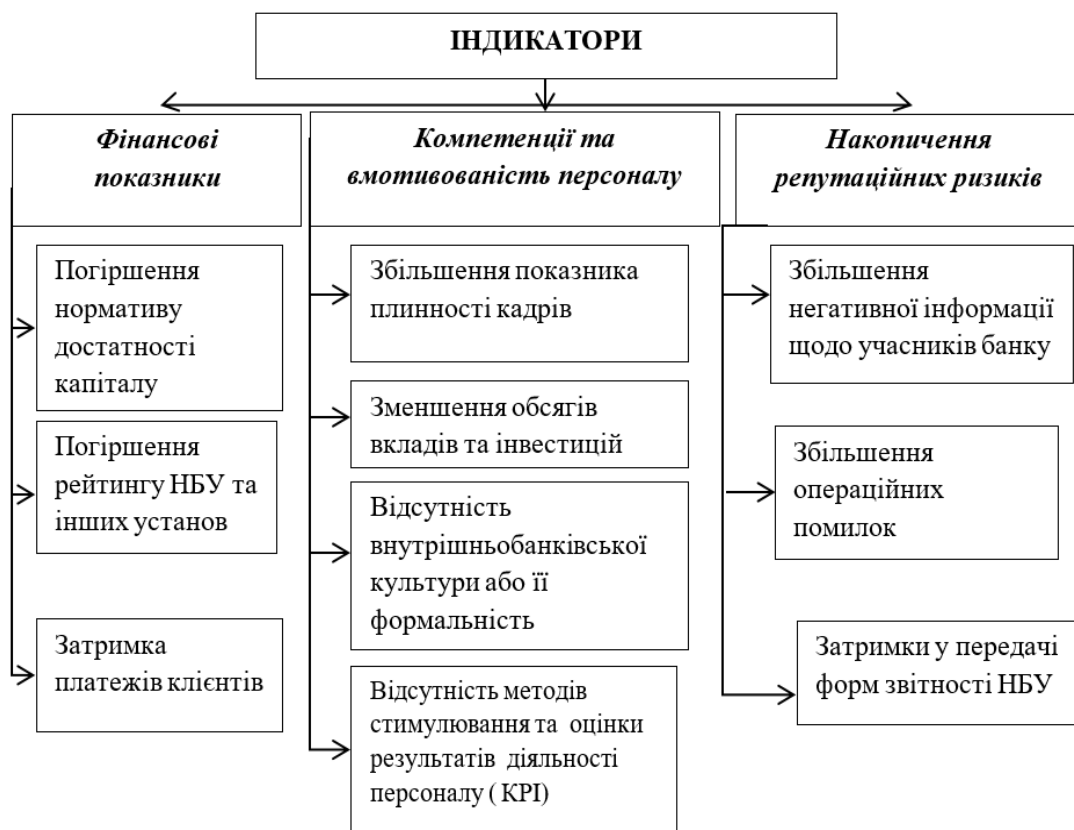 ІНДИКАТОРИ
Фінансові
показники
Компетенції та
вмотивованість персоналу
Накопичення
репутаційних ризиків
Погіршення
нормативу
достатності
капіталу
Погіршення
рейтингу НБУ та
інших установ
Затримка
платежів клієнтів
Збільшення показника
плинності кадрів
Зменшення обсягів
вкладів та інвестицій
Відсутність
внутрішньобанківської
культури або її
формальність
Відсутність методів
стимулювання та оцінки
результатів діяльності
персоналу ( КРІ)
Збільшення
негативної інформації
щодо учасників банку
Збільшення
операційних
помилок
Затримки у передачі
форм звітності НБУ